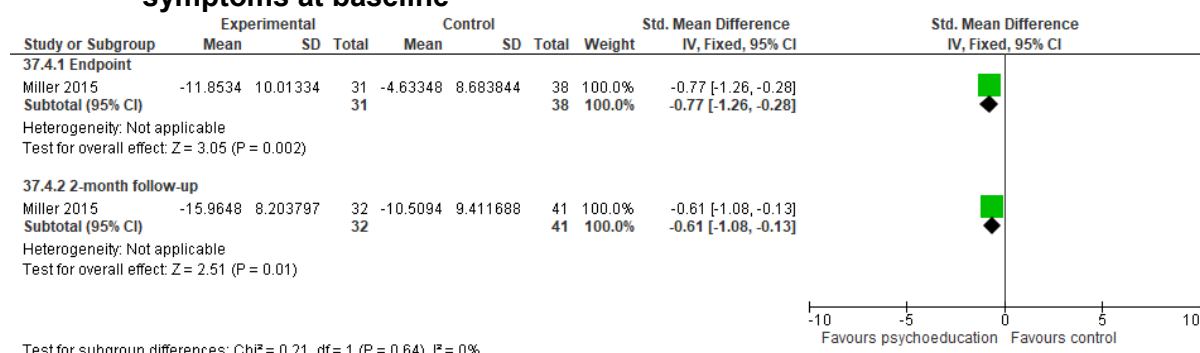 symptoms at baseline
Experimental Control Std. Mean Difference Std. Mean Difference
Study or Subgroup Mean SD Total Mean SD Total Weight IV, Fixed, 95% CI IV, Fixed, 95% CI
37.4.1 Endpoint
Miller 2015 -11.8534 10.01334 31 -4.63348 8.683844 38 100.0% -0.77 [-1.26, -0.28]
Subtotal (95% CI) 31 38 100.0% -0.77 [-1.26, -0.28]
Heterogeneity: Not applicable
Test for overall effect: Z = 3.05 (P = 0.002)
37.4.2 2-month follow-up
Miller 2015 -15.9648 8.203797 32 -10.5094 9.411688 41 100.0% -0.61 [-1.08, -0.13]
Subtotal (95% CI) 32 41 100.0% -0.61 [-1.08, -0.13]
Heterogeneity: Not applicable
Test for overall effect: Z = 2.51 (P = 0.01)
-10 -5 0 5 10
Favours psychoeducation Favours control
Test for subgroup differences: Chi² = 0.21, df = 1 (P = 0.64), I² = 0%